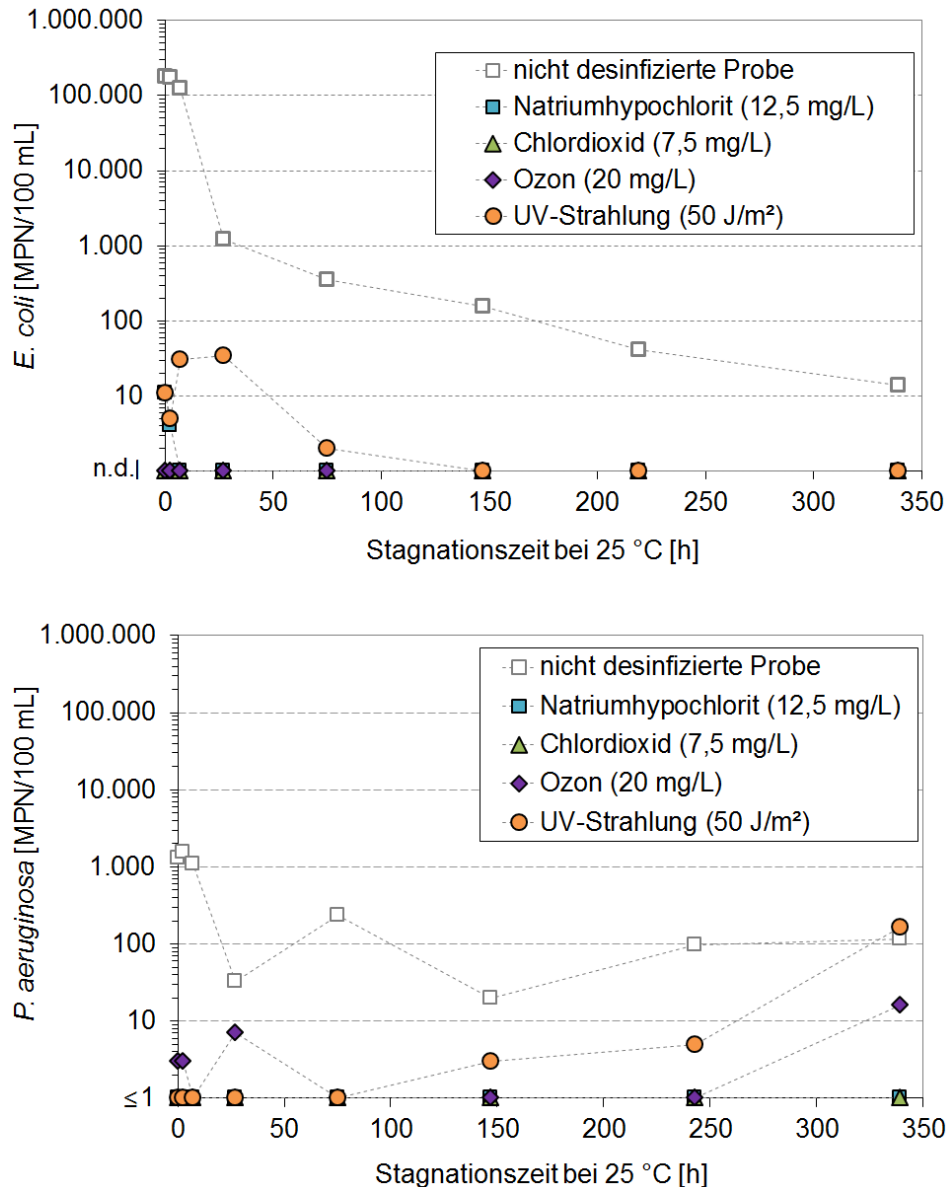 1.000.000
100.000
10.000
1.000
100
10
n.d.l
E. coli [MPN/100 mL]
nicht desinfizierte Probe
Natriumhypochlorit (12,5 mg/L)
Chlordioxid (7,5 mg/L)
Ozon (20 mg/L)
UV-Strahlung (50 J/m²)
0 50 100 150 200 250 300 350
Stagnationszeit bei 25 °C [h]
1.000.000
100.000
10.000
1.000
100
10
≤ 1
P. aeruginosa [MPN/100 mL]
nicht desinfizierte Probe
Natriumhypochlorit (12,5 mg/L)
Chlordioxid (7,5 mg/L)
Ozon (20 mg/L)
UV-Strahlung (50 J/m²)
0 50 100 150 200 250 300 350
Stagnationszeit bei 25 °C [h]